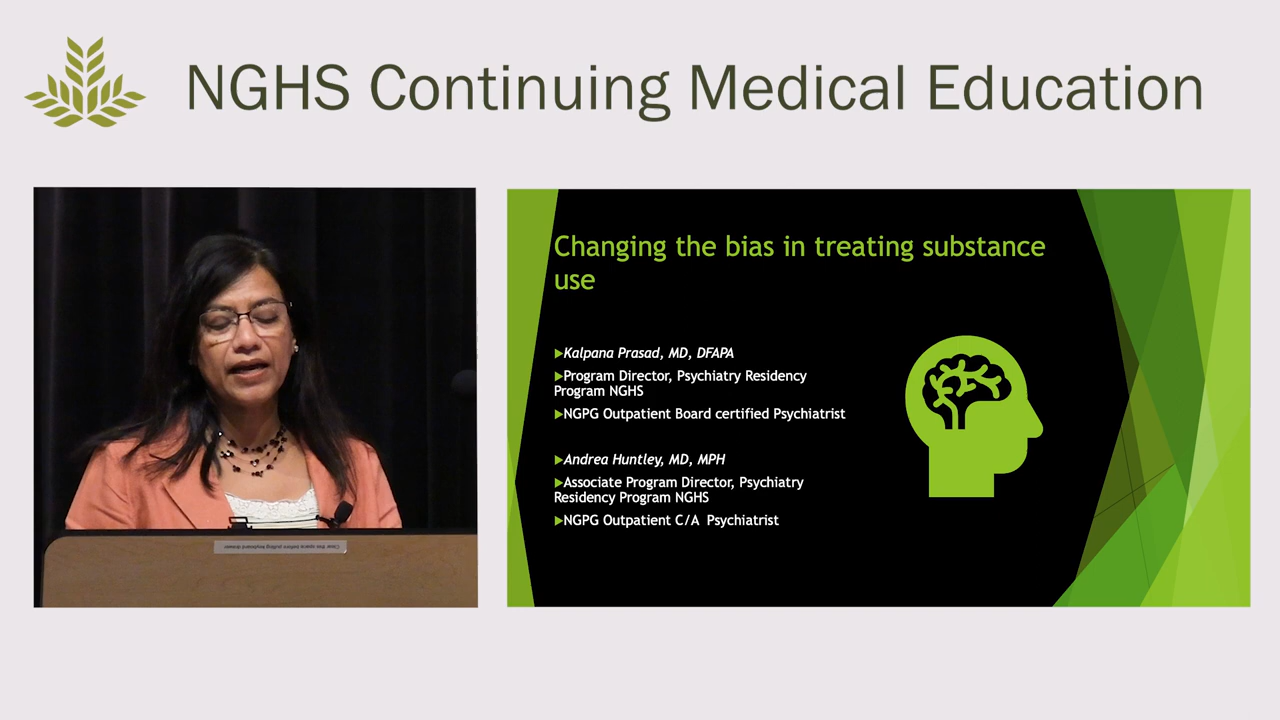 NGHS Continuing Medical Education
Changing the bias in treating substance
use
Kalpana Prasad, MD, DFAPA
Program Director, Psychiatry Residency
Program NGHS
NGPG Outpatient Board certified Psychiatrist
Andrea Huntley, MD, MPH
Associate Program Director, Psychiatry
Residency Program NGHS
NGPG Outpatient C/A Psychiatrist